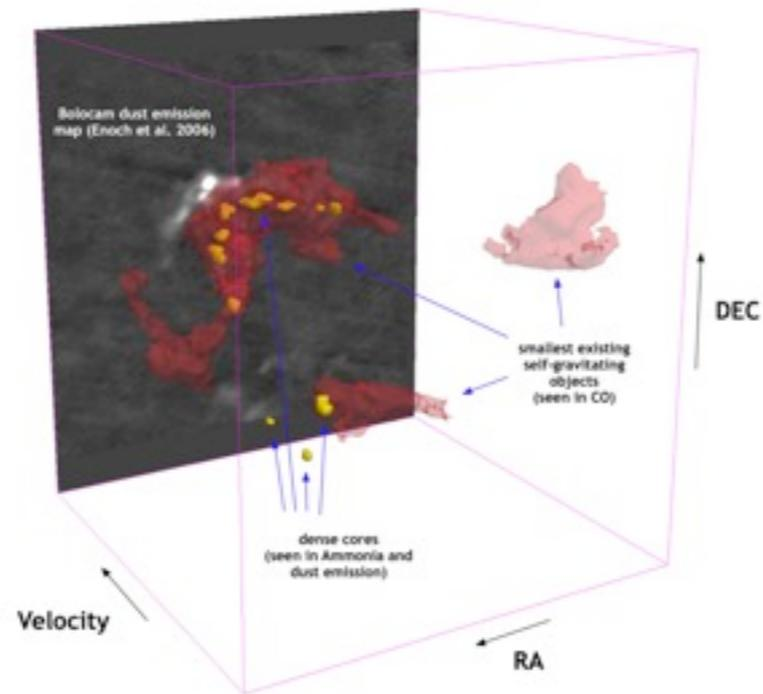 Bolocam dust emission
map (Enoch et al. 2006)
DEC
smallest existing
self-gravitating
objects
(seen in CO)
dense cores
(seen in Ammonia and
dust emission)
Velocity
RA